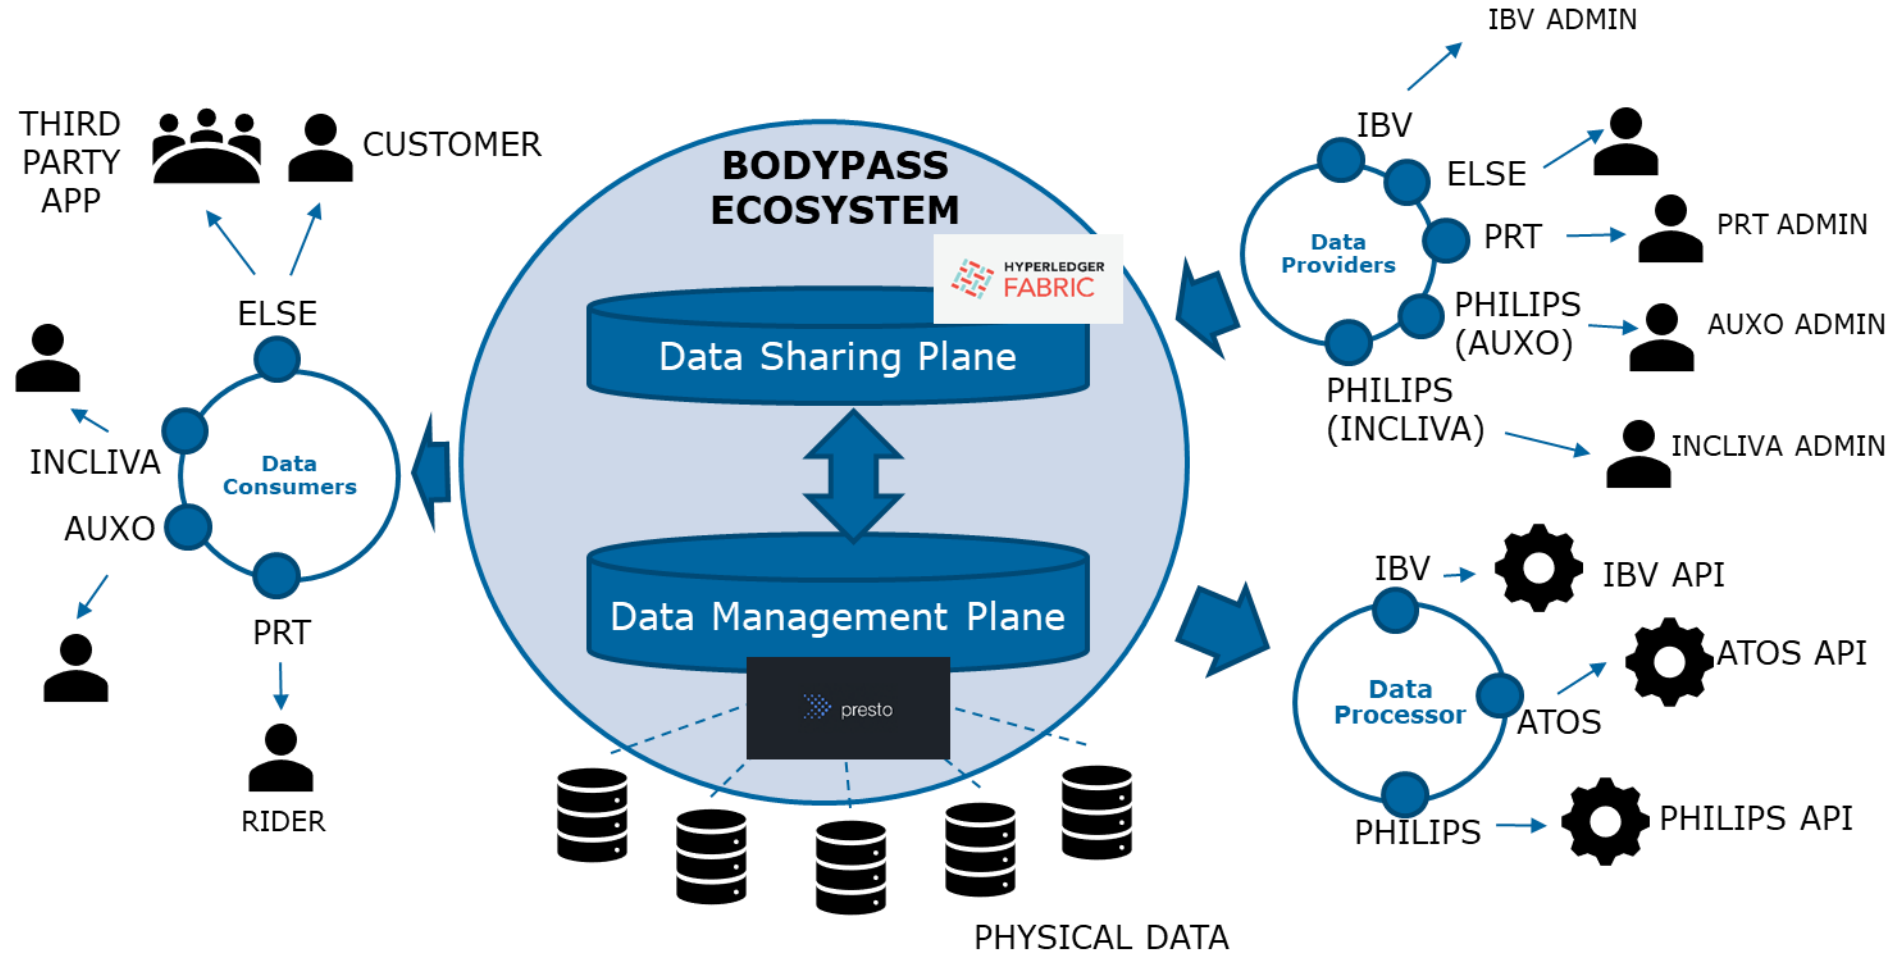 THIRD
PARTY
APP
CUSTOMER
ELSE
INCLIVA
AUXO
PRT
RIDER
Data
Consumers
BODYPASS
ECOSYSTEM
HYPERLEDGER
FABRIC
Data Sharing Plane
Data Management Plane
presto
PHYSICAL DATA
IBV ADMIN
IBV
ELSE
PRT
PRT ADMIN
Data
Providers
PHILIPS
(AUXO)
AUXO ADMIN
PHILIPS
(INCLIVA)
INCLIVA ADMIN
IBV
IBV API
ATOS API
Data
Processor
ATOS
PHILIPS
PHILIPS API